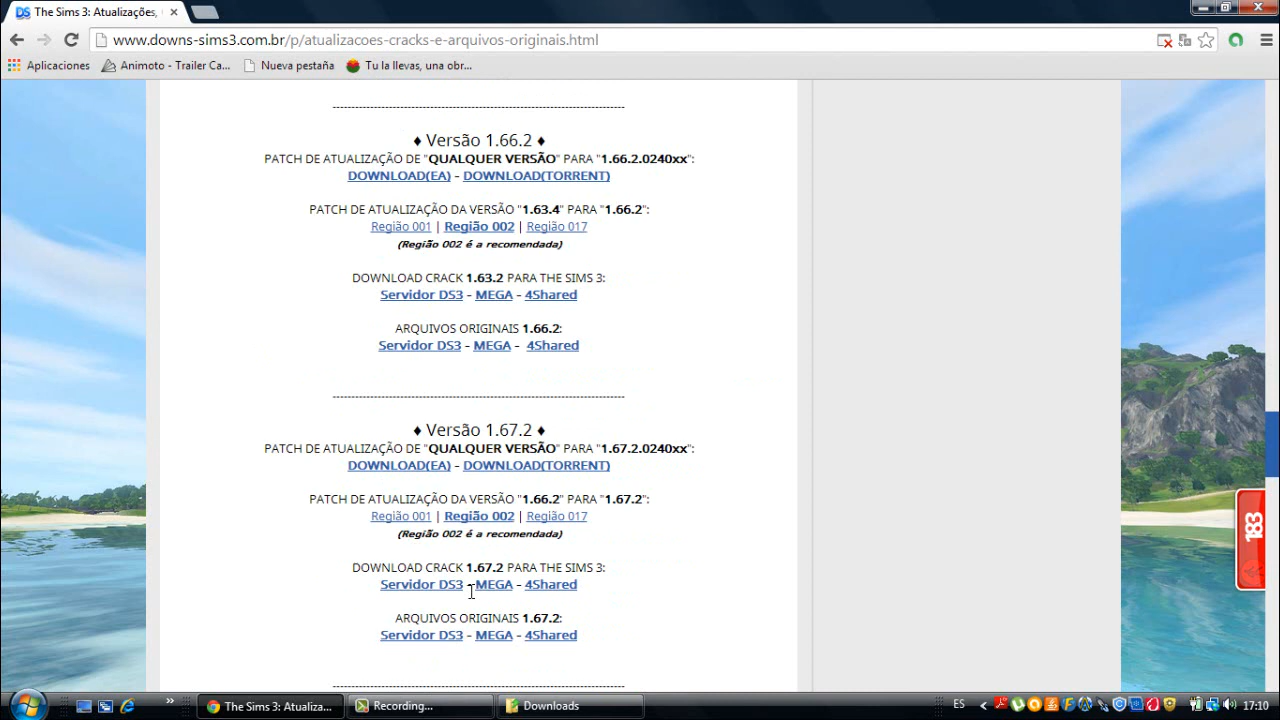 The Sims 3: Atualizações,
www.downs-sims3.com.br/p/atualizacoes-cracks-e-arquivos-originais.html
Aplicaciones Animoto - Trailer Ca... Nueva pestaña Tu la llevas, una obr...
------------------------------------------------------------------------
♦ Versão 1.66.2 ♦
PATCH DE ATUALIZAÇÃO DE "QUALQUER VERSÃO" PARA "1.66.2.0240xx":
DOWNLOAD(EA) - DOWNLOAD(TORRENT)
PATCH DE ATUALIZAÇÃO DA VERSÃO "1.63.4" PARA "1.66.2":
Região 001 | Região 002 | Região 017
(Região 002 é a recomendada)
DOWNLOAD CRACK 1.63.2 PARA THE SIMS 3:
Servidor DS3 - MEGA - 4Shared
ARQUIVOS ORIGINAIS 1.66.2:
Servidor DS3 - MEGA - 4Shared
------------------------------------------------------------------------
♦ Versão 1.67.2 ♦
PATCH DE ATUALIZAÇÃO DE "QUALQUER VERSÃO" PARA "1.67.2.0240xx":
DOWNLOAD(EA) - DOWNLOAD(TORRENT)
PATCH DE ATUALIZAÇÃO DA VERSÃO "1.66.2" PARA "1.67.2":
Região 001 | Região 002 | Região 017
(Região 002 é a recomendada)
DOWNLOAD CRACK 1.67.2 PARA THE SIMS 3:
Servidor DS3 - MEGA - 4Shared
ARQUIVOS ORIGINAIS 1.67.2:
Servidor DS3 - MEGA - 4Shared
------------------------------------------------------------------------
183
The Sims 3: Atualiza... Recording... Downloads ES 17:10